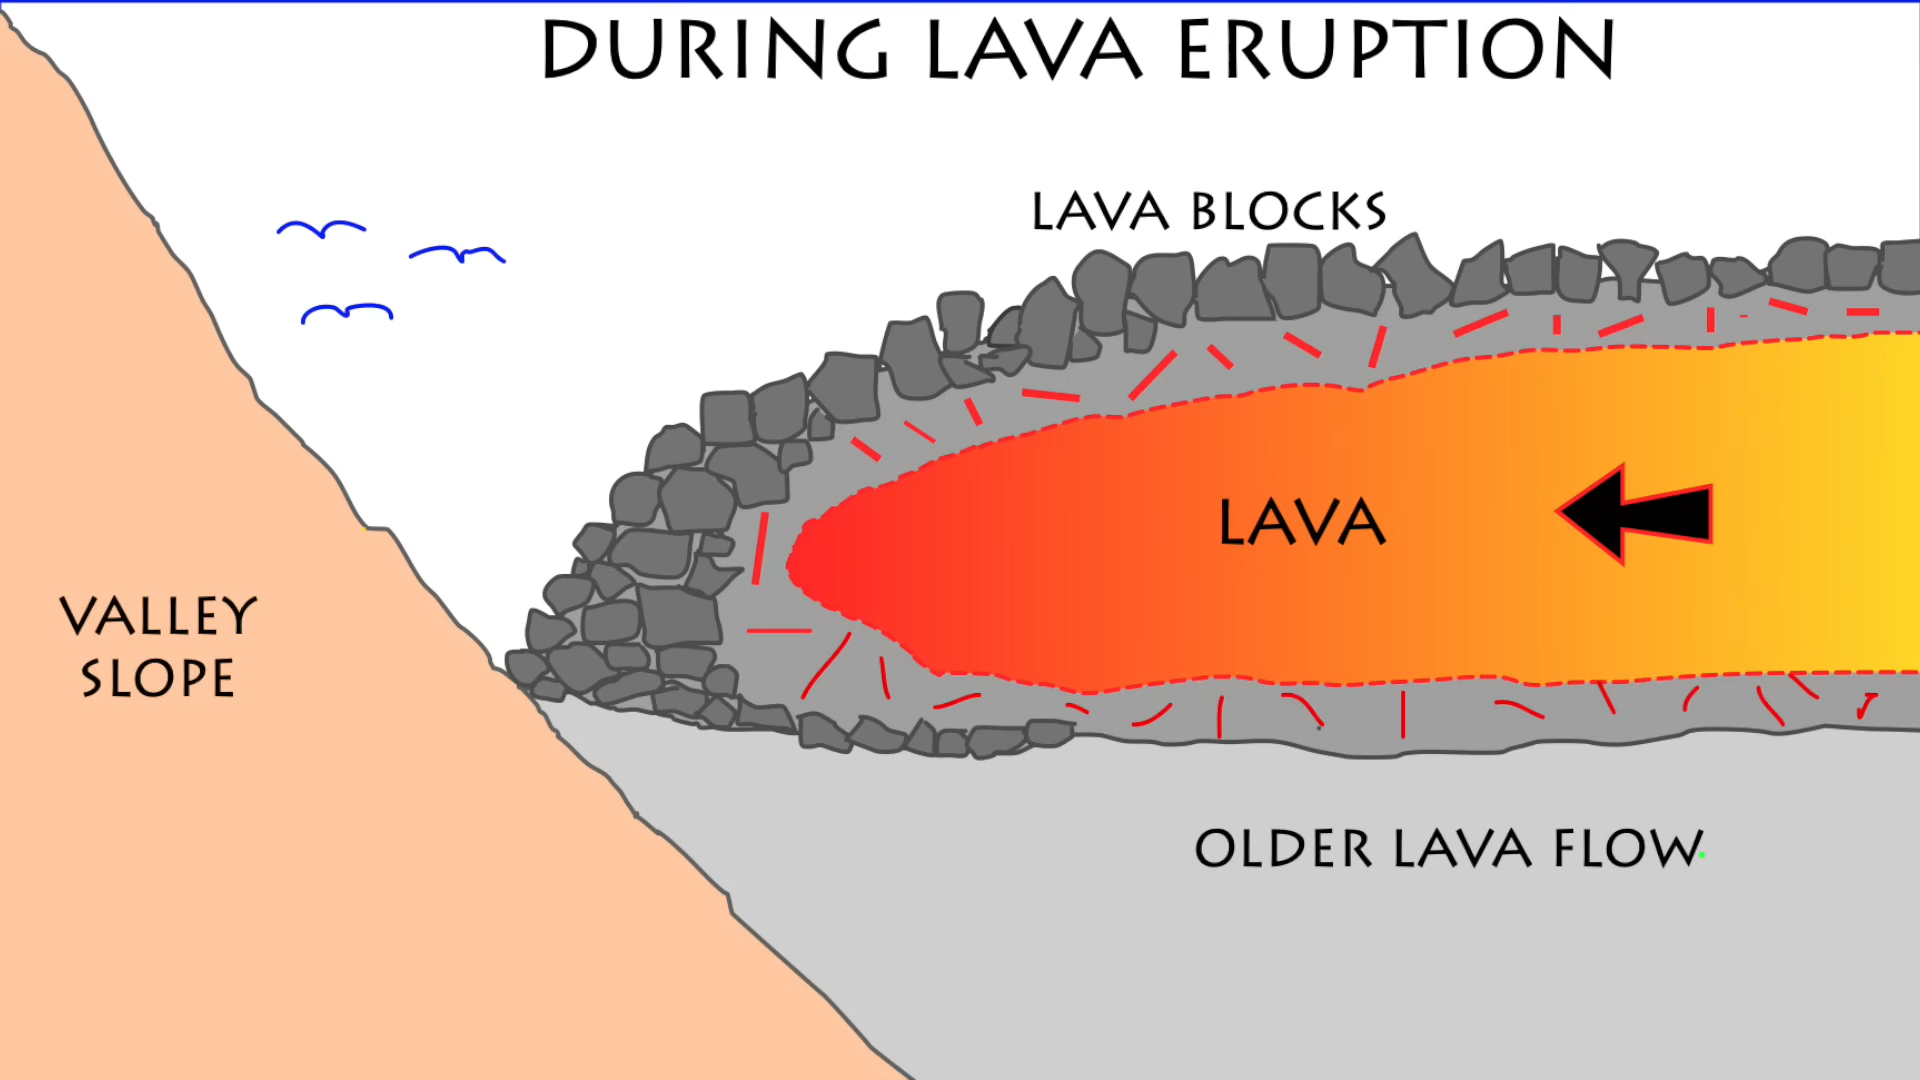 DURING LAVA ERUPTION
LAVA BLOCKS
LAVA
VALLEY
SLOPE
OLDER LAVA FLOW